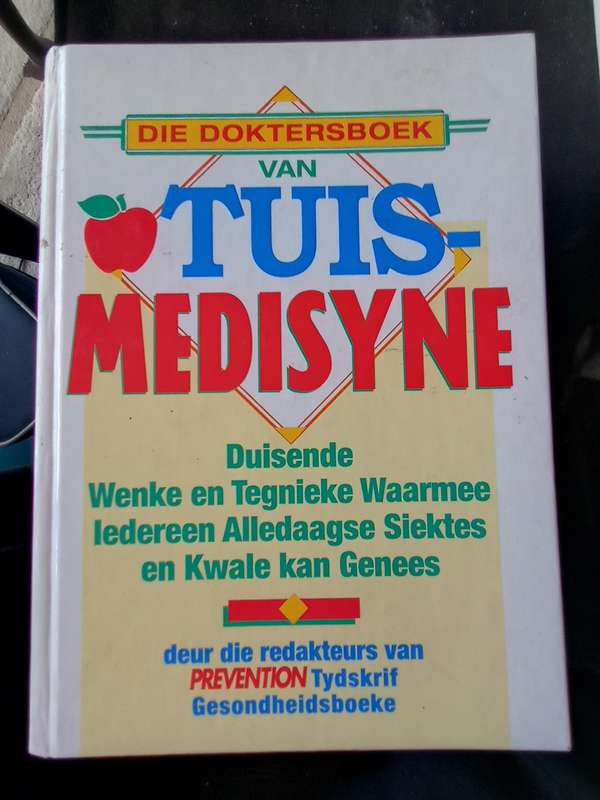 DIE DOKTERSBOEK
VAN
TUIS-
MEDISYNE
Duisende
Wenke en Tegnieke Waarmee
Iedereen Alledaagse Siektes
en Kwale kan Genees
deur die redakteurs van
PREVENTION Tydskrif
Gesondheidsboeke